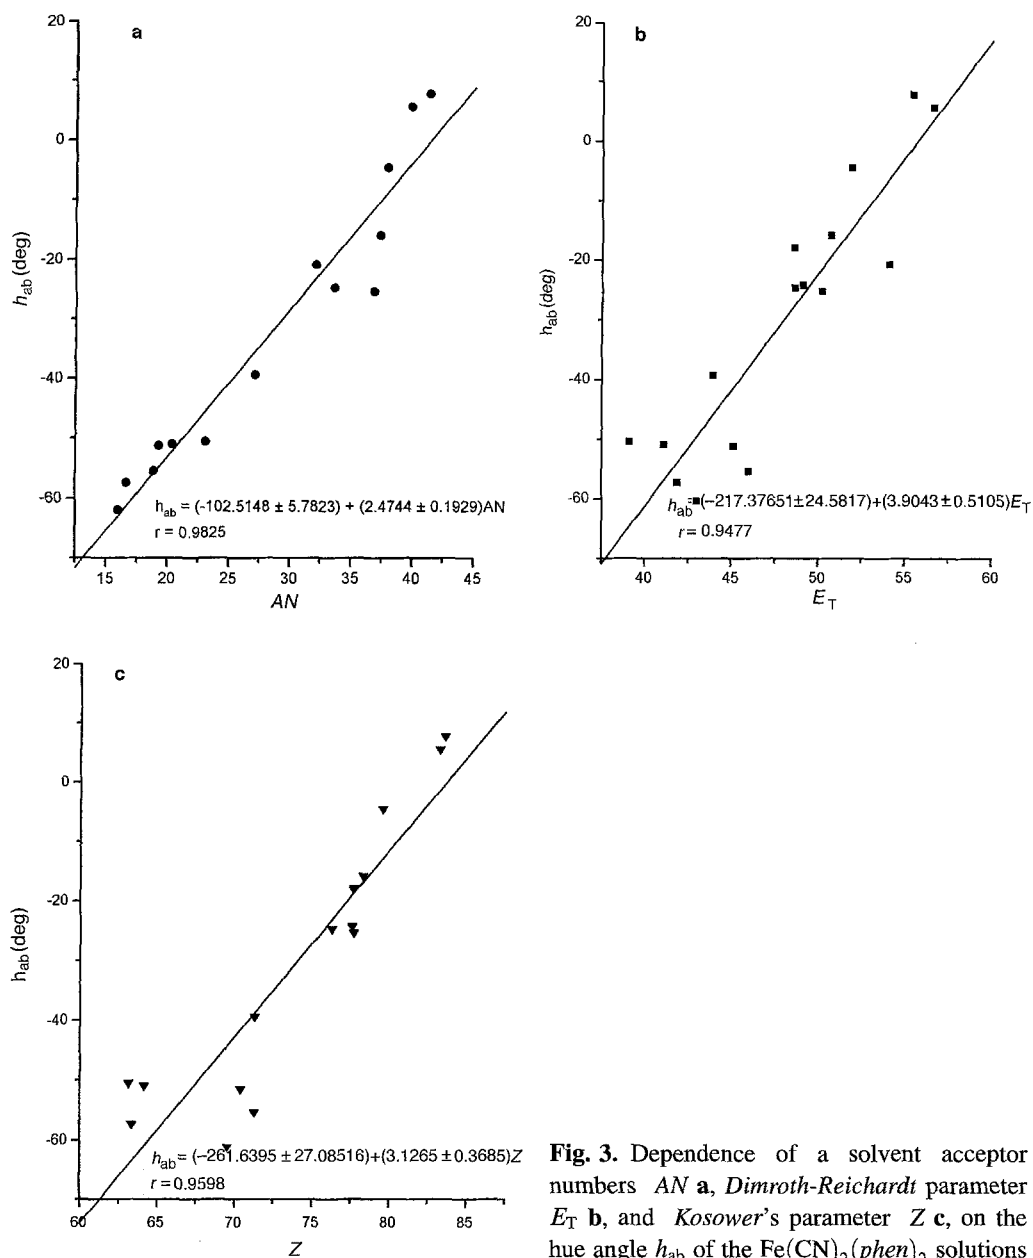 a
20
0
-20
-40
-60
h_ab (deg)
h_ab = (-102.5148 ± 5.7823) + (2.4744 ± 0.1929)AN
r = 0.9825
15 20 25 30 35 40 45
AN
b
20
0
-20
-40
-60
h_ab (deg)
h_ab = (-217.37651±24.5817)+(3.9043±0.5105)E_T
r = 0.9477
40 45 50 55 60
E_T
c
20
0
-20
-40
-60
h_ab (deg)
h_ab = (-261.6395 ± 27.08516)+(3.1265±0.3685)Z
r = 0.9598
60 65 70 75 80 85
Z
Fig. 3. Dependence of a solvent acceptor
numbers AN a, Dimroth-Reichardt parameter
E_T b, and Kosower's parameter Z c, on the
hue angle h_ab of the Fe(CN)_2(phen)_2 solutions